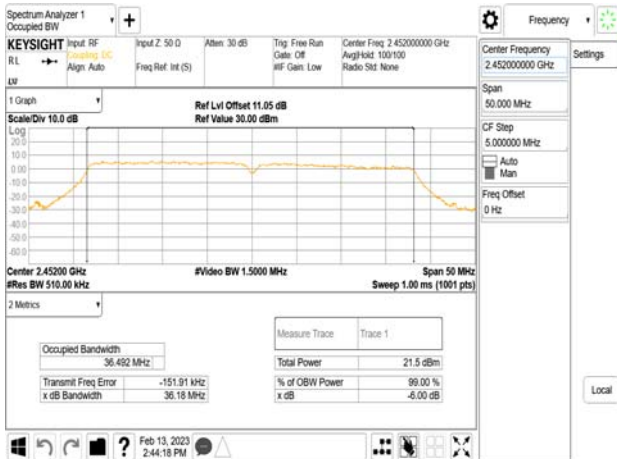 Spectrum Analyzer 1
Occupied BW
Frequency
KEYSIGHT
Input: RF
Coupling: DC
Align: Auto
RL
Input Z: 50 Ω
Freq Ref: Int (S)
Atten: 30 dB
Trig: Free Run
Gate: Off
#IF Gain: Low
Center Freq: 2.452000000 GHz
Avg|Hold: 100/100
Radio Std: None
Center Frequency
2.452000000 GHz
Settings
Span
50.000 MHz
CF Step
5.000000 MHz
Auto
Man
Freq Offset
0 Hz
Local
1 Graph
Scale/Div 10.0 dB
Ref Lvl Offset 11.05 dB
Ref Value 30.00 dBm
Log
20.0
10.0
0.00
-10.0
-20.0
-30.0
-40.0
-50.0
-60.0
Center 2.45200 GHz
#Res BW 510.00 kHz
#Video BW 1.5000 MHz
Span 50 MHz
Sweep 1.00 ms (1001 pts)
2 Metrics
Measure Trace
Trace 1
Occupied Bandwidth
36.492 MHz
Total Power
21.5 dBm
Transmit Freq Error
-151.91 kHz
% of OBW Power
99.00 %
x dB Bandwidth
36.18 MHz
x dB
-6.00 dB
Feb 13, 2023
2:44:18 PM